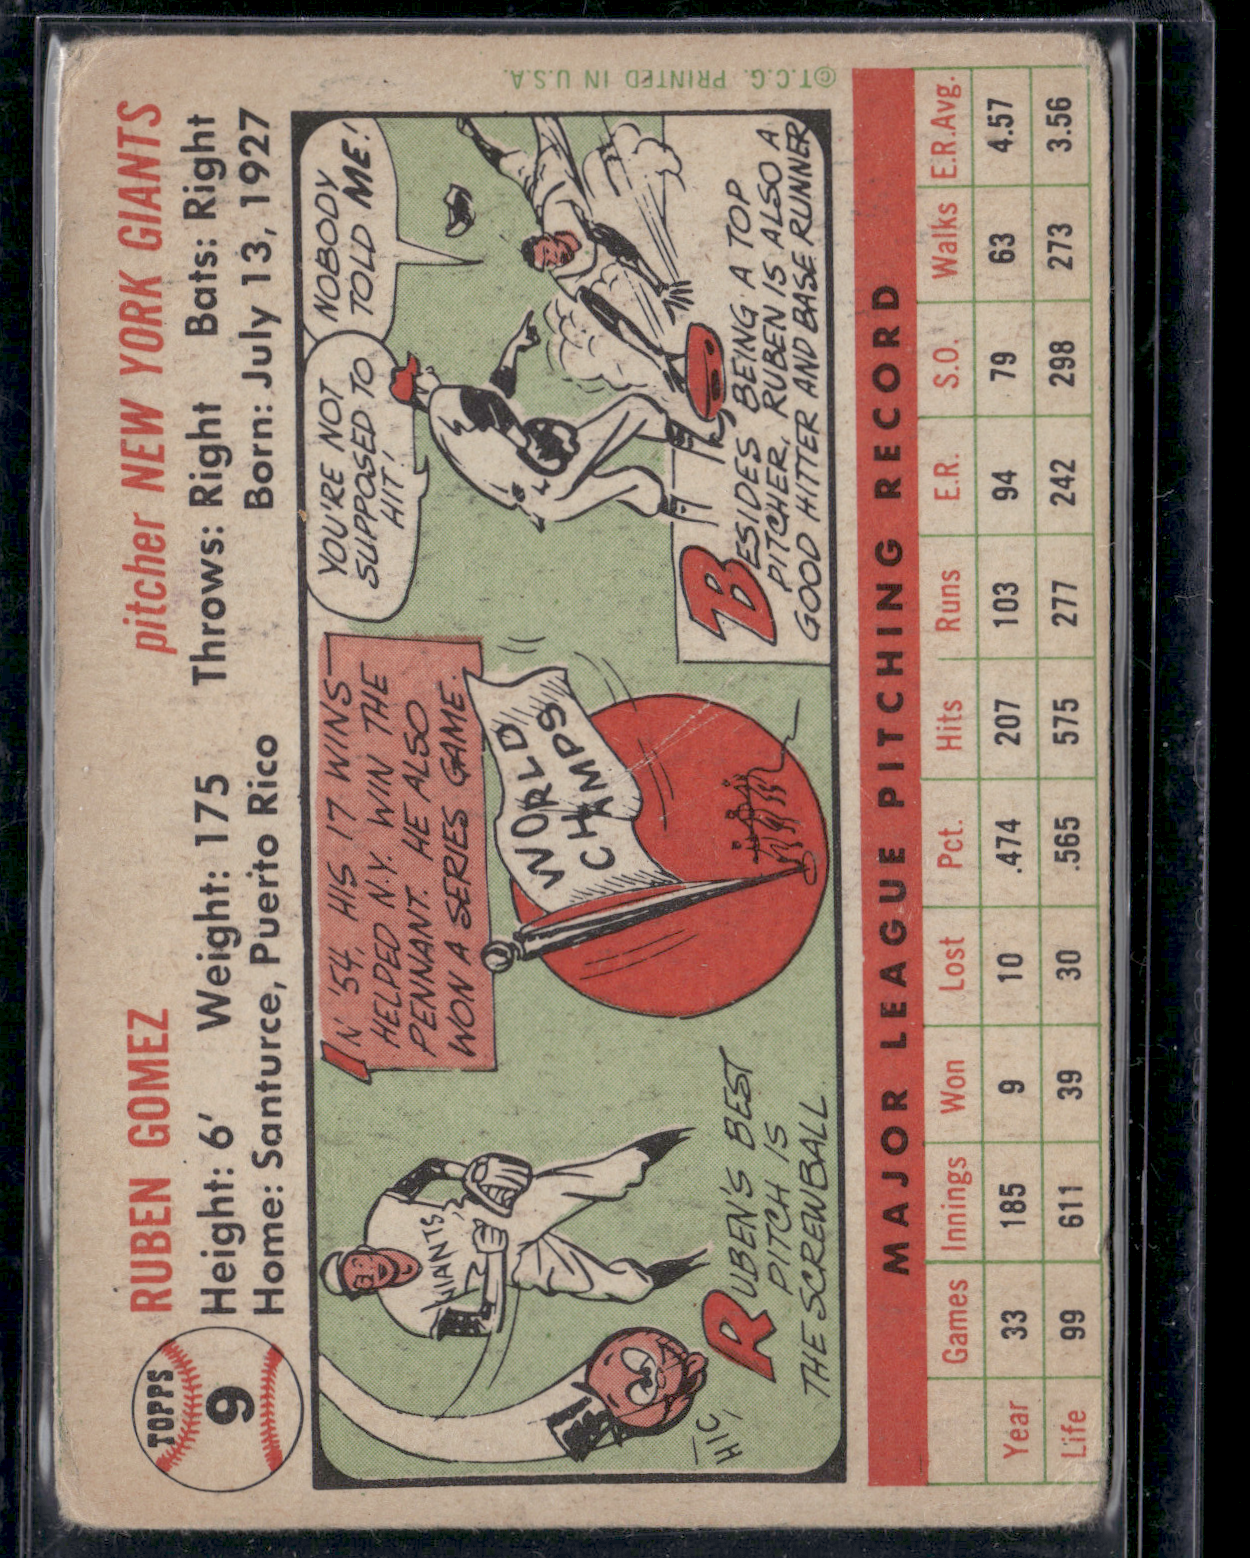 TOPPS
9
RUBEN GOMEZ pitcher NEW YORK GIANTS
Height: 6' Weight: 175 Throws: Right Bats: Right
Home: Santurce, Puerto Rico Born: July 13, 1927
GIANTS
HIC
RUBEN'S BEST
PITCH IS
THE SCREWBALL.
IN '54, HIS 17 WINS
HELPED N.Y. WIN THE
PENNANT. HE ALSO
WON A SERIES GAME.
WORLD
CHAMPS
YOU'RE NOT
SUPPOSED TO
HIT!
NOBODY
TOLD ME!
BESIDES BEING A TOP
PITCHER, RUBEN IS ALSO A
GOOD HITTER AND BASE RUNNER
©T.C.G. PRINTED IN U.S.A.
MAJOR LEAGUE PITCHING RECORD
Games Innings Won Lost Pct. Hits Runs E.R. S.O. Walks E.R.Avg.
Year 33 185 9 10 .474 207 103 94 79 63 4.57
Life 99 611 39 30 .565 575 277 242 298 273 3.56